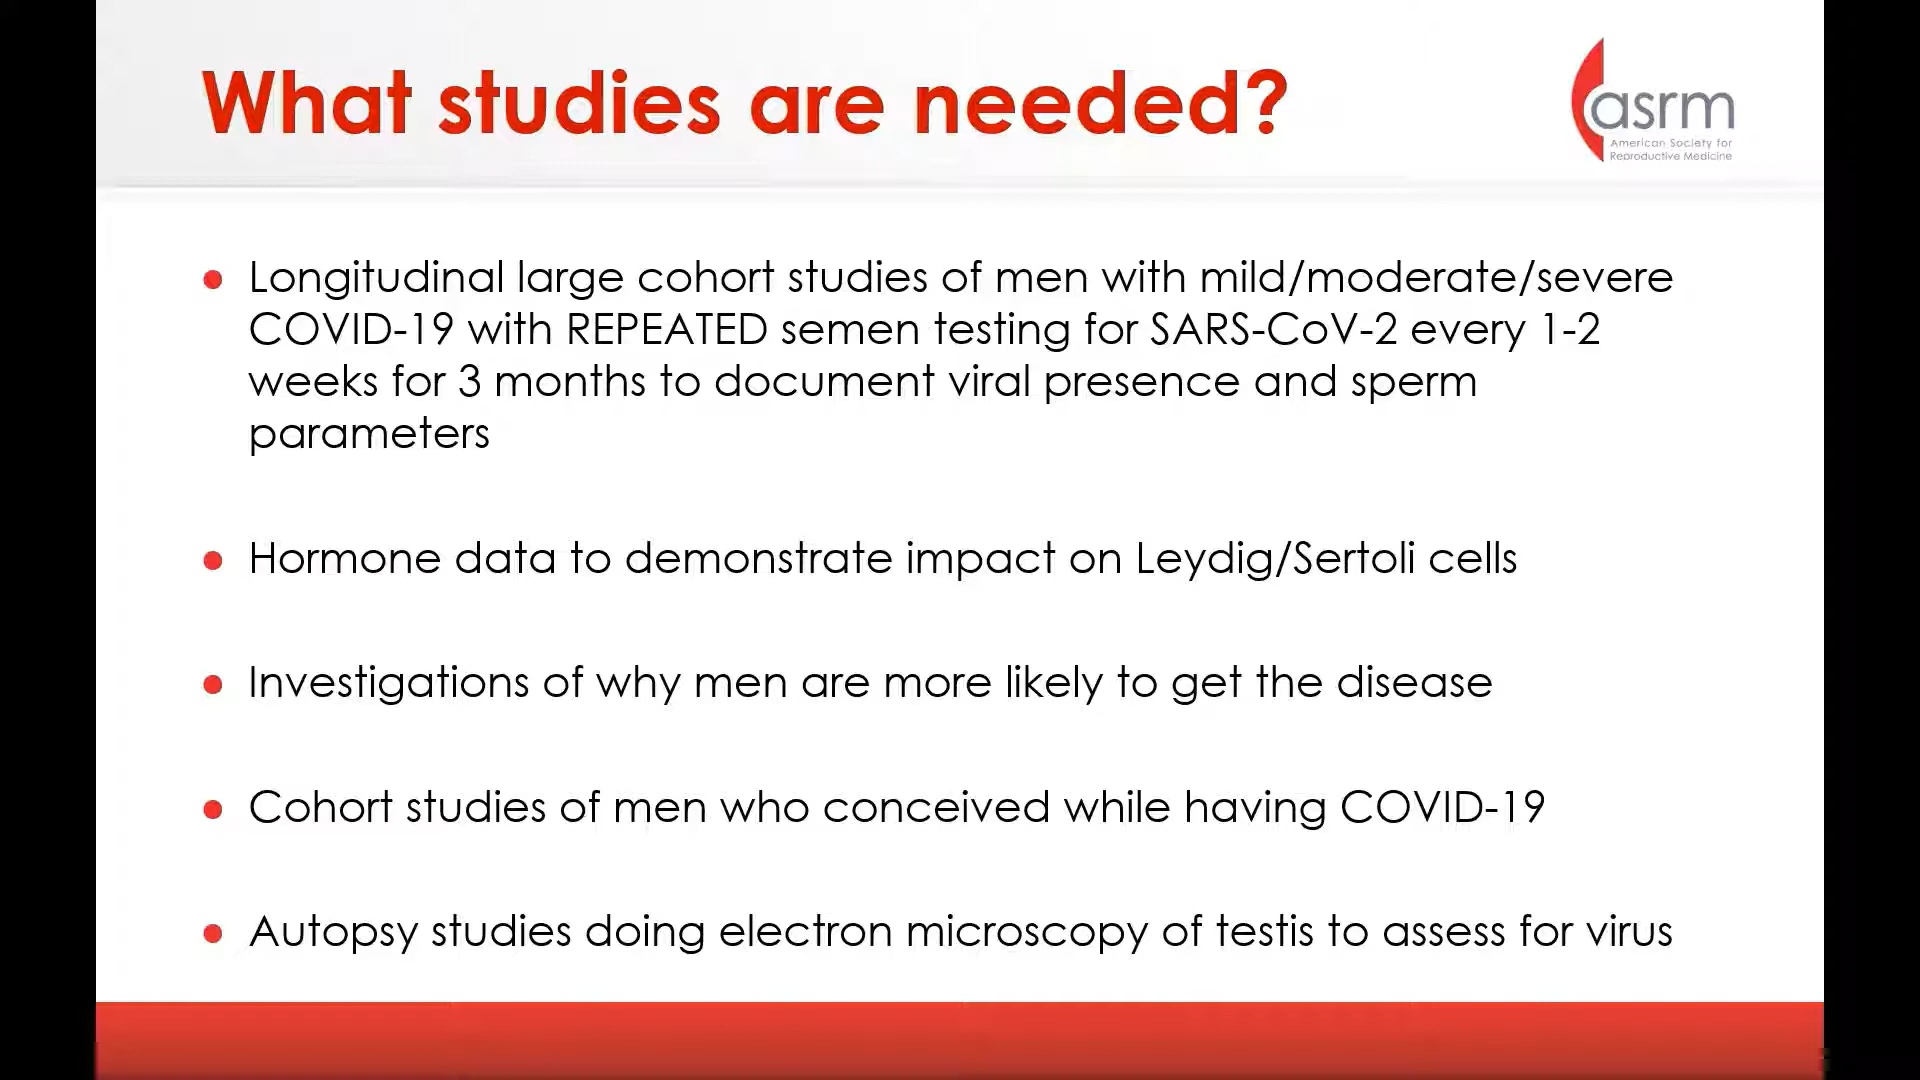 What studies are needed?
asrm
American Society for
Reproductive Medicine
• Longitudinal large cohort studies of men with mild/moderate/severe
COVID-19 with REPEATED semen testing for SARS-CoV-2 every 1-2
weeks for 3 months to document viral presence and sperm
parameters
• Hormone data to demonstrate impact on Leydig/Sertoli cells
• Investigations of why men are more likely to get the disease
• Cohort studies of men who conceived while having COVID-19
• Autopsy studies doing electron microscopy of testis to assess for virus